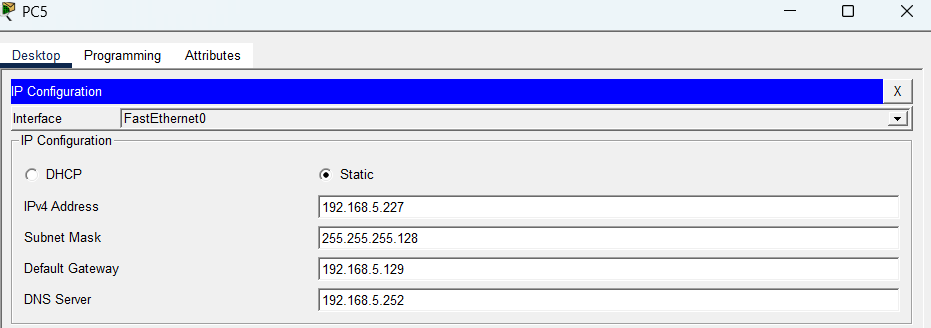 PC5
Desktop Programming Attributes
IP Configuration X
Interface FastEthernet0
IP Configuration
DHCP Static
IPv4 Address 192.168.5.227
Subnet Mask 255.255.255.128
Default Gateway 192.168.5.129
DNS Server 192.168.5.252